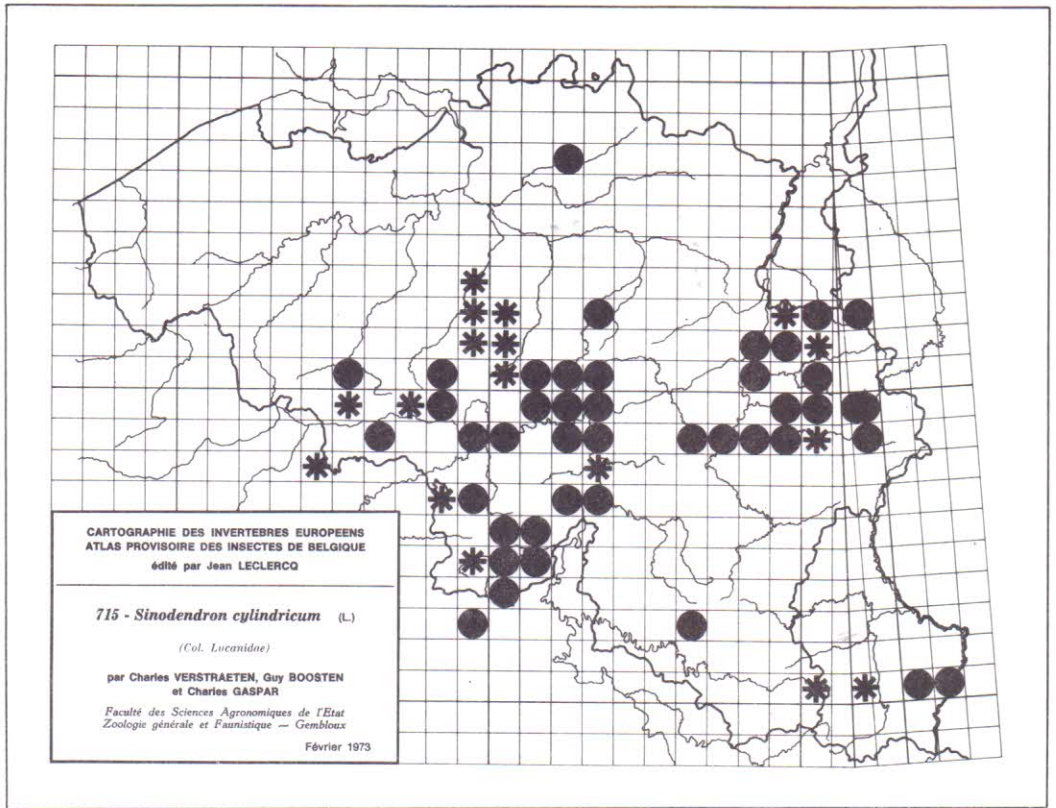 CARTOGRAPHIE DES INVERTEBRES EUROPEENS
ATLAS PROVISOIRE DES INSECTES DE BELGIQUE
édité par Jean LECLERCQ
715 - Sinodendron cylindricum (L.)
(Col. Lucanidae)
par Charles VERSTRAETEN, Guy BOOSTEN
et Charles GASPAR
Faculté des Sciences Agronomiques de l'Etat
Zoologie générale et Faunistique — Gembloux
Février 1973